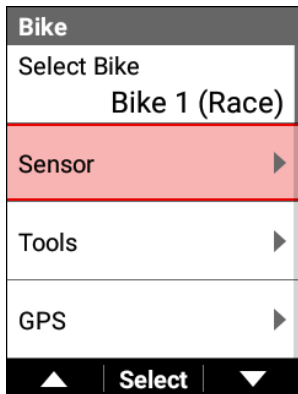 Bike
Select Bike
Bike 1 (Race)
Sensor
Tools
GPS
Select